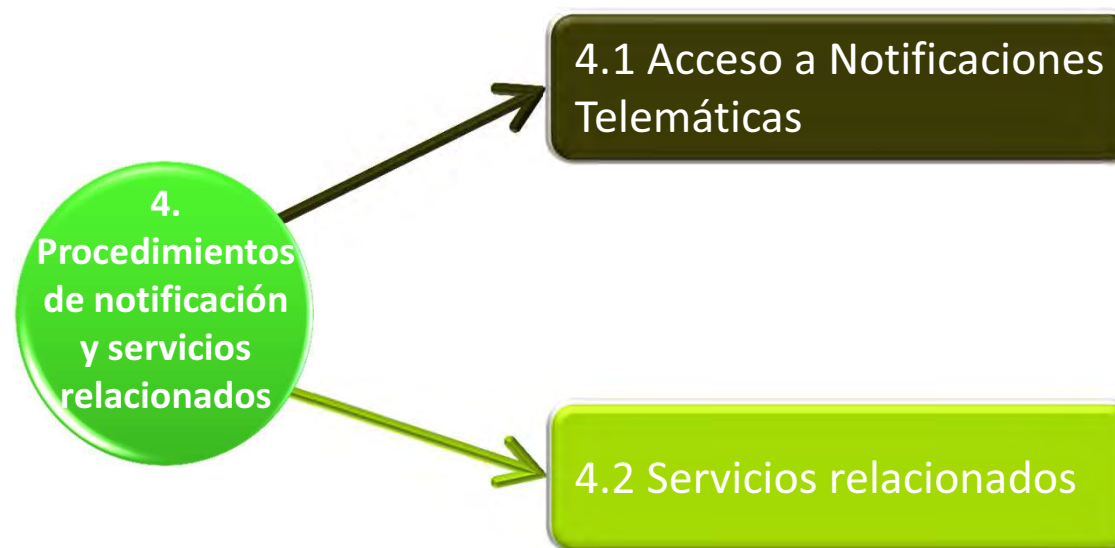 4.
Procedimientos
de notificación
y servicios
relacionados
4.1 Acceso a Notificaciones
Telemáticas
4.2 Servicios relacionados